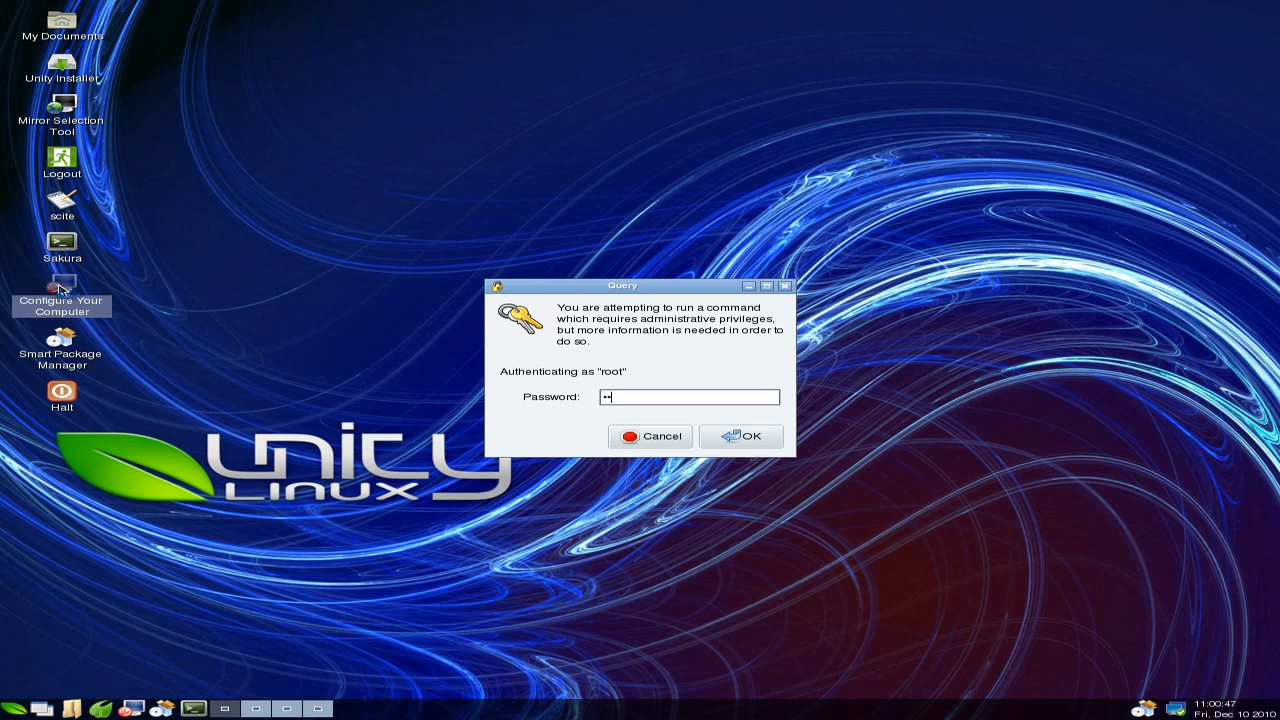 My Documents
Unity Installer
Mirror Selection
Tool
Logout
scite
Sakura
Configure Your
Computer
Smart Package
Manager
Halt
unity
Linux
Query
You are attempting to run a command
which requires administrative privileges,
but more information is needed in order to
do so.
Authenticating as "root"
Password:
Cancel
OK
11:00:47
Fri, Dec 10 2010